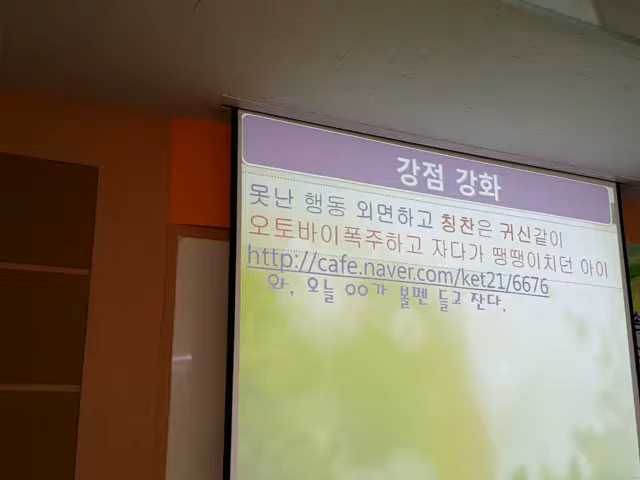 강점 강화
못난 행동 외면하고 칭찬은 귀신같이
오토바이폭주하고 자다가 땡땡이치던 아이
http://cafe.naver.com/ket21/6676
와, 오늘 OO가 볼펜 들고 잔다.